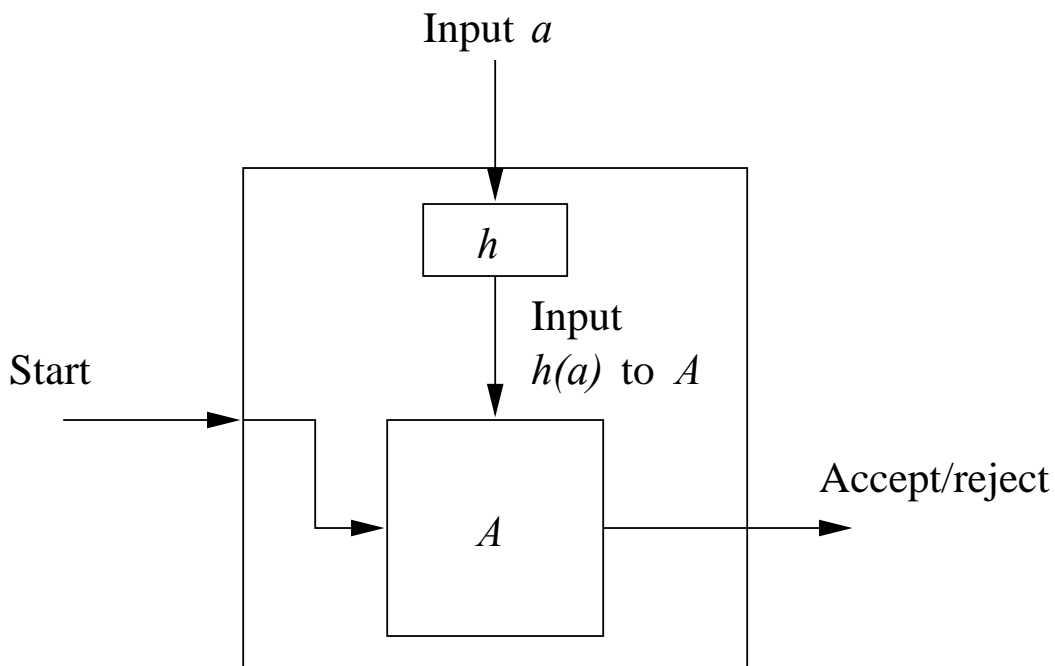 Input a
h
Input
h(a) to A
Start
Accept/reject
A